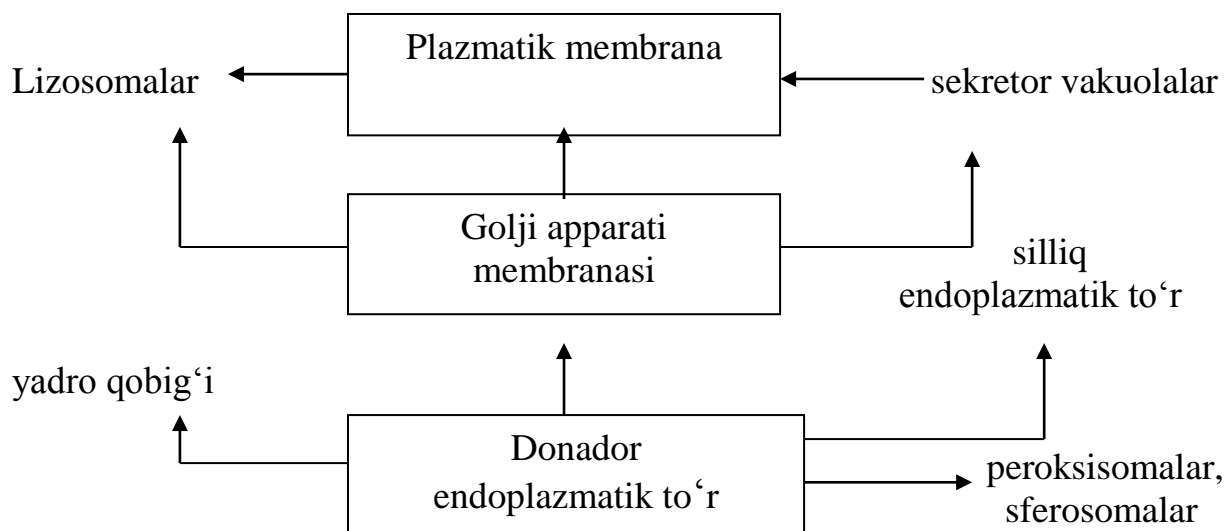 Plazmatik membrana
Lizosomalar
sekretor vakuolalar
Golji apparati
membranasi
silliq
endoplazmatik to‘r
yadro qobig‘i
Donador
endoplazmatik to‘r
peroksisomalar,
sferosomalar